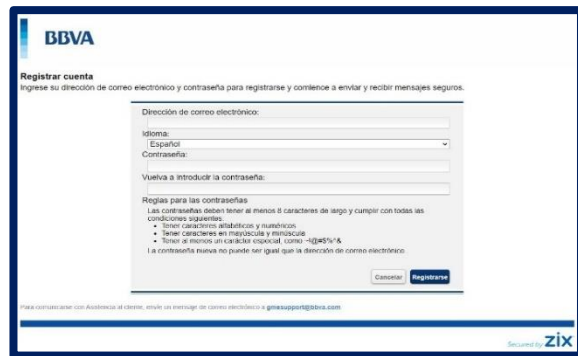 BBVA
Registrar cuenta
Ingrese su dirección de correo electrónico y contraseña para registrarse y comience a enviar y recibir mensajes seguros.
Dirección de correo electrónico:
Idioma:
Español
Contraseña:
Vuelva a introducir la contraseña:
Reglas para las contraseñas
Las contraseñas deben tener al menos 8 caracteres de largo y cumplir con todas las
condiciones siguientes:
• Tener caracteres alfabéticos y numéricos
• Tener caracteres en mayúscula y minúscula
• Tener al menos un carácter especial, como ~!@#$%^&
La contraseña nueva no puede ser igual que la dirección de correo electrónico.
Cancelar Registrarse
Para comunicarse con Asistencia al cliente, envíe un mensaje de correo electrónico a gmesupport@bbva.com
Secured by zix